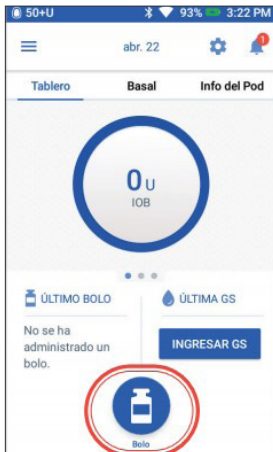 50+U 93% 3:22 PM
abr. 22
1
Tablero Basal Info del Pod
0 U
IOB
ÚLTIMO BOLO
ÚLTIMA GS
No se ha
administrado un
bolo.
INGRESAR GS
Bolo